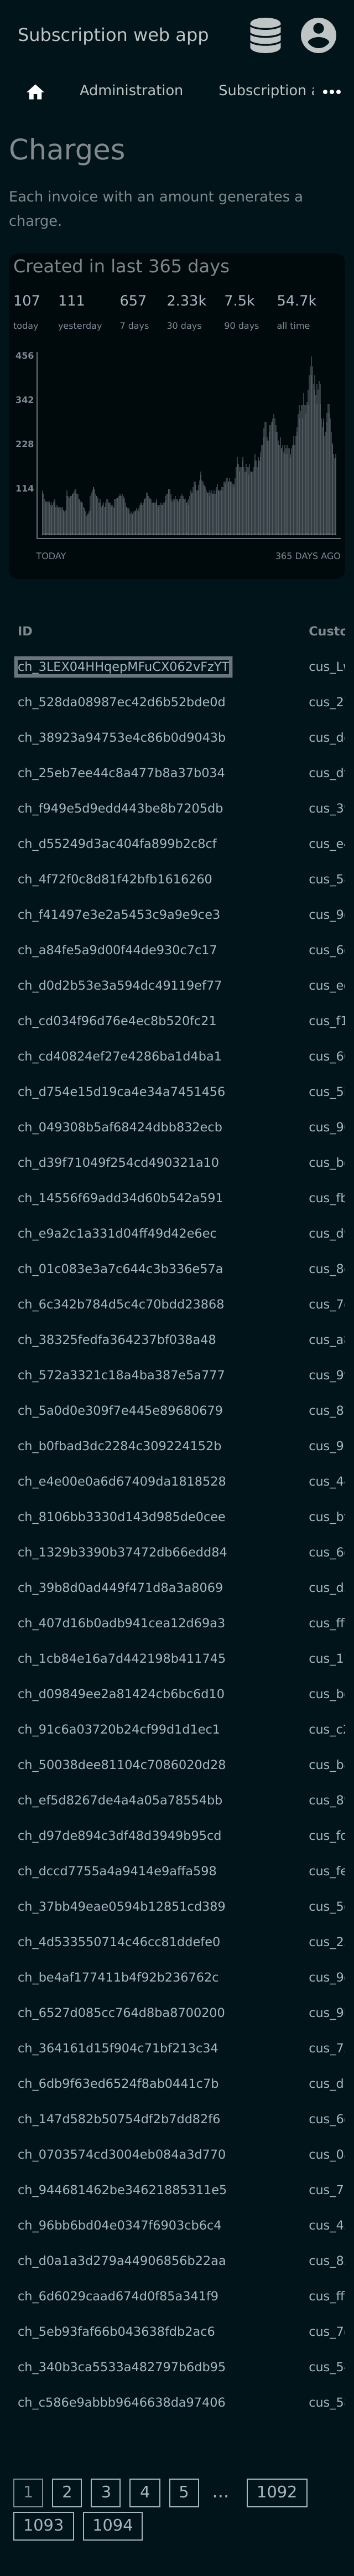 Subscription web app
Administration Subscription a
Charges
Each invoice with an amount generates a
charge.
Created in last 365 days
107 111 657 2.33k 7.5k 54.7k
today yesterday 7 days 30 days 90 days all time
456
342
228
114
TODAY 365 DAYS AGO
ID Custo
ch_3LEX04HHqepMFuCX062vFzYT cus_Lv
ch_528da08987ec42d6b52bde0d cus_2
ch_38923a94753e4c86b0d9043b cus_d
ch_25eb7ee44c8a477b8a37b034 cus_d
ch_f949e5d9edd443be8b7205db cus_3
ch_d55249d3ac404fa899b2c8cf cus_e
ch_4f72f0c8d81f42bfb1616260 cus_5
ch_f41497e3e2a5453c9a9e9ce3 cus_9
ch_a84fe5a9d00f44de930c7c17 cus_6
ch_d0d2b53e3a594dc49119ef77 cus_e
ch_cd034f96d76e4ec8b520fc21 cus_f1
ch_cd40824ef27e4286ba1d4ba1 cus_6
ch_d754e15d19ca4e34a7451456 cus_5
ch_049308b5af68424dbb832ecb cus_9
ch_d39f71049f254cd490321a10 cus_b
ch_14556f69add34d60b542a591 cus_fb
ch_e9a2c1a331d04ff49d42e6ec cus_d
ch_01c083e3a7c644c3b336e57a cus_8
ch_6c342b784d5c4c70bdd23868 cus_7
ch_38325fedfa364237bf038a48 cus_a
ch_572a3321c18a4ba387e5a777 cus_9
ch_5a0d0e309f7e445e89680679 cus_8
ch_b0fbad3dc2284c309224152b cus_9
ch_e4e00e0a6d67409da1818528 cus_4
ch_8106bb3330d143d985de0cee cus_b
ch_1329b3390b37472db66edd84 cus_6
ch_39b8d0ad449f471d8a3a8069 cus_d
ch_407d16b0adb941cea12d69a3 cus_ff
ch_1cb84e16a7d442198b411745 cus_1
ch_d09849ee2a81424cb6bc6d10 cus_b
ch_91c6a03720b24cf99d1d1ec1 cus_c
ch_50038dee81104c7086020d28 cus_b
ch_ef5d8267de4a4a05a78554bb cus_8
ch_d97de894c3df48d3949b95cd cus_fc
ch_dccd7755a4a9414e9affa598 cus_fe
ch_37bb49eae0594b12851cd389 cus_5
ch_4d533550714c46cc81ddefe0 cus_2
ch_be4af177411b4f92b236762c cus_9
ch_6527d085cc764d8ba8700200 cus_9
ch_364161d15f904c71bf213c34 cus_7
ch_6db9f63ed6524f8ab0441c7b cus_d
ch_147d582b50754df2b7dd82f6 cus_6
ch_0703574cd3004eb084a3d770 cus_0
ch_944681462be34621885311e5 cus_7
ch_96bb6bd04e0347f6903cb6c4 cus_4
ch_d0a1a3d279a44906856b22aa cus_8
ch_6d6029caad674d0f85a341f9 cus_ff
ch_5eb93faf66b043638fdb2ac6 cus_7
ch_340b3ca5533a482797b6db95 cus_5
ch_c586e9abbb9646638da97406 cus_5
1 2 3 4 5 ... 1092
1093 1094